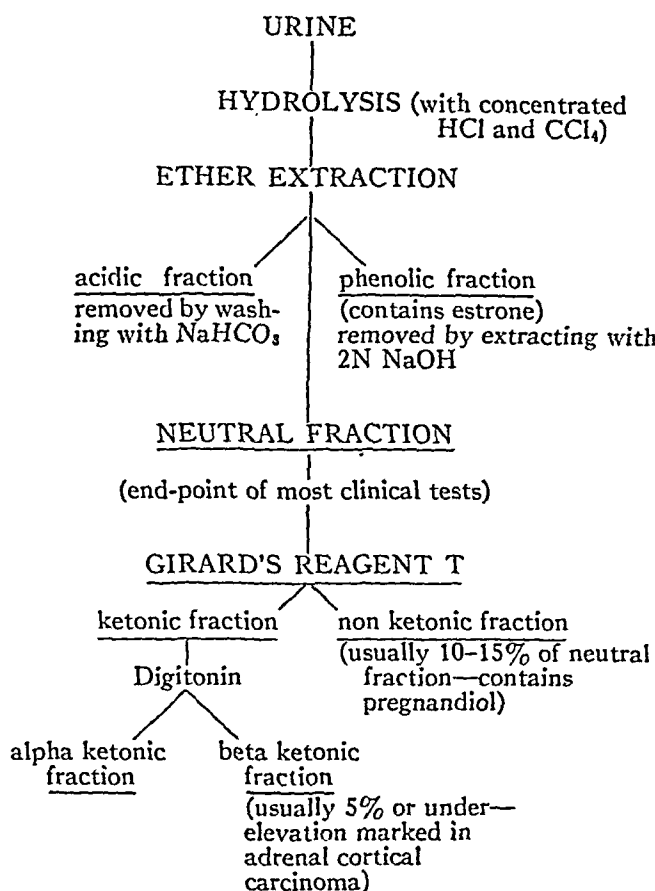 URINE
HYDROLYSIS (with concentrated
HCl and CCl₄)
ETHER EXTRACTION
acidic fraction
removed by wash-
ing with NaHCO₃
phenolic fraction
(contains estrone)
removed by extracting with
2N NaOH
NEUTRAL FRACTION
(end-point of most clinical tests)
GIRARD'S REAGENT T
ketonic fraction
non ketonic fraction
(usually 10–15% of neutral
fraction—contains
pregnandiol)
Digitonin
alpha ketonic
fraction
beta ketonic
fraction
(usually 5% or under—
elevation marked in
adrenal cortical
carcinoma)